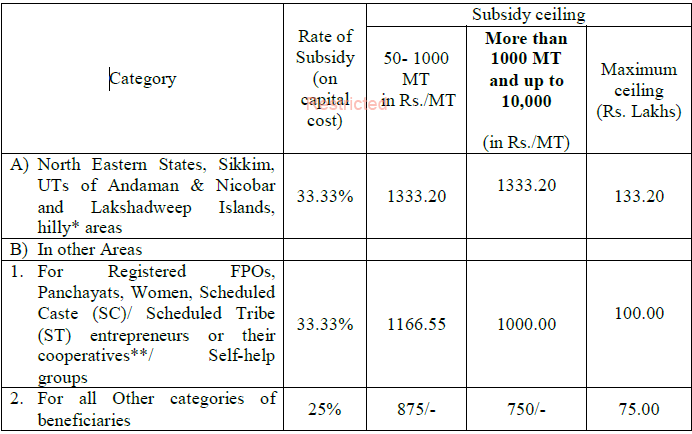 Category
Rate of
Subsidy
(on
capital
cost)
Subsidy ceiling
50- 1000
MT
in Rs./MT
More than
1000 MT
and up to
10,000
(in Rs./MT)
Maximum
ceiling
(Rs. Lakhs)
Restricted
A) North Eastern States, Sikkim,
UTs of Andaman & Nicobar
and Lakshadweep Islands,
hilly* areas
33.33%
1333.20
1333.20
133.20
B) In other Areas
1. For Registered FPOs,
Panchayats, Women, Scheduled
Caste (SC)/ Scheduled Tribe
(ST) entrepreneurs or their
cooperatives**/ Self-help
groups
33.33%
1166.55
1000.00
100.00
2. For all Other categories of
beneficiaries
25%
875/-
750/-
75.00